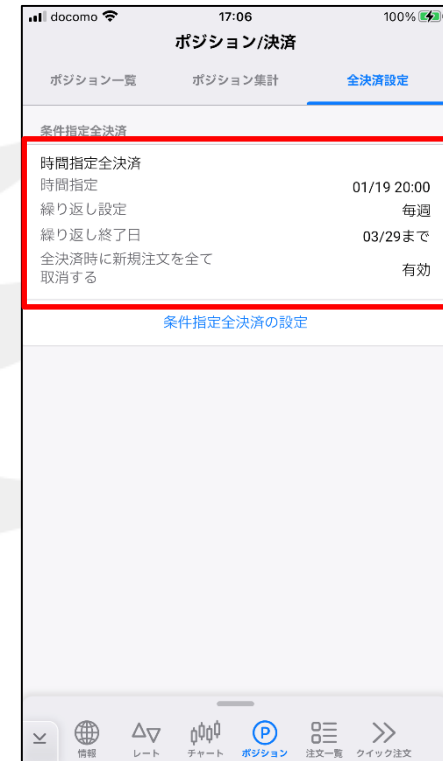 docomo 17:06 100%
ポジション/決済
ポジション一覧 ポジション集計 全決済設定
条件指定全決済
時間指定全決済
時間指定 01/19 20:00
繰り返し設定 毎週
繰り返し終了日 03/29まで
全決済時に新規注文を全て
取消する 有効
条件指定全決済の設定
P
情報 レート チャート ポジション 注文一覧 クイック注文